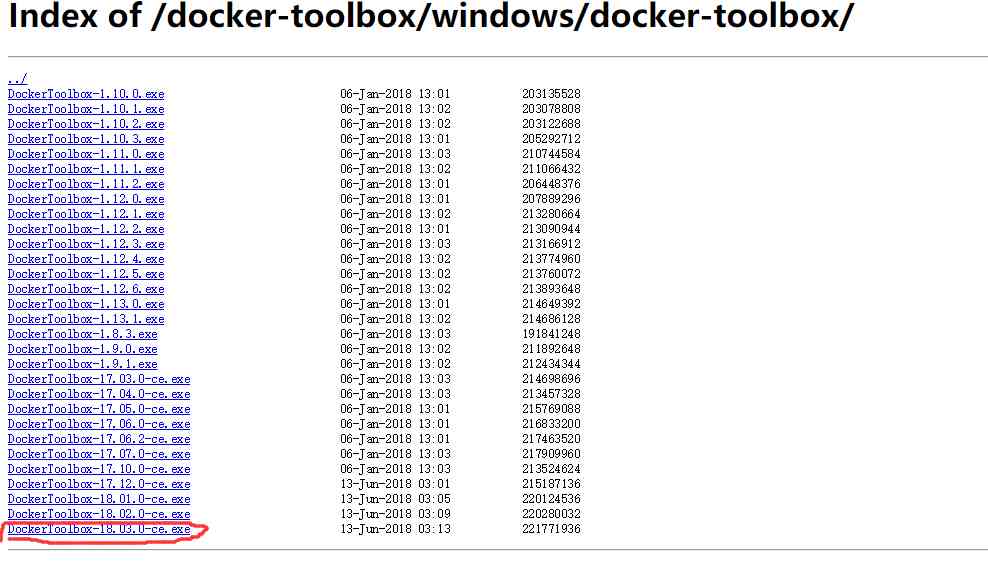 Index of /docker-toolbox/windows/docker-toolbox/
../
DockerToolbox-1.10.0.exe 06-Jan-2018 13:01 203135528
DockerToolbox-1.10.1.exe 06-Jan-2018 13:02 203078808
DockerToolbox-1.10.2.exe 06-Jan-2018 13:02 203122688
DockerToolbox-1.10.3.exe 06-Jan-2018 13:01 205292712
DockerToolbox-1.11.0.exe 06-Jan-2018 13:03 210744584
DockerToolbox-1.11.1.exe 06-Jan-2018 13:02 211066432
DockerToolbox-1.11.2.exe 06-Jan-2018 13:01 206448376
DockerToolbox-1.12.0.exe 06-Jan-2018 13:01 207889296
DockerToolbox-1.12.1.exe 06-Jan-2018 13:02 213280664
DockerToolbox-1.12.2.exe 06-Jan-2018 13:01 213090944
DockerToolbox-1.12.3.exe 06-Jan-2018 13:03 213166912
DockerToolbox-1.12.4.exe 06-Jan-2018 13:02 213774960
DockerToolbox-1.12.5.exe 06-Jan-2018 13:02 213760072
DockerToolbox-1.12.6.exe 06-Jan-2018 13:02 213893648
DockerToolbox-1.13.0.exe 06-Jan-2018 13:01 214649392
DockerToolbox-1.13.1.exe 06-Jan-2018 13:02 214686128
DockerToolbox-1.8.3.exe 06-Jan-2018 13:03 191841248
DockerToolbox-1.9.0.exe 06-Jan-2018 13:02 211892648
DockerToolbox-1.9.1.exe 06-Jan-2018 13:02 212434344
DockerToolbox-17.03.0-ce.exe 06-Jan-2018 13:03 214698696
DockerToolbox-17.04.0-ce.exe 06-Jan-2018 13:03 213457328
DockerToolbox-17.05.0-ce.exe 06-Jan-2018 13:01 215769088
DockerToolbox-17.06.0-ce.exe 06-Jan-2018 13:01 216833200
DockerToolbox-17.06.2-ce.exe 06-Jan-2018 13:01 217463520
DockerToolbox-17.07.0-ce.exe 06-Jan-2018 13:03 217909960
DockerToolbox-17.10.0-ce.exe 06-Jan-2018 13:03 213524624
DockerToolbox-17.12.0-ce.exe 13-Jun-2018 03:01 215187136
DockerToolbox-18.01.0-ce.exe 13-Jun-2018 03:05 220124536
DockerToolbox-18.02.0-ce.exe 13-Jun-2018 03:09 220280032
DockerToolbox-18.03.0-ce.exe 13-Jun-2018 03:13 221771936